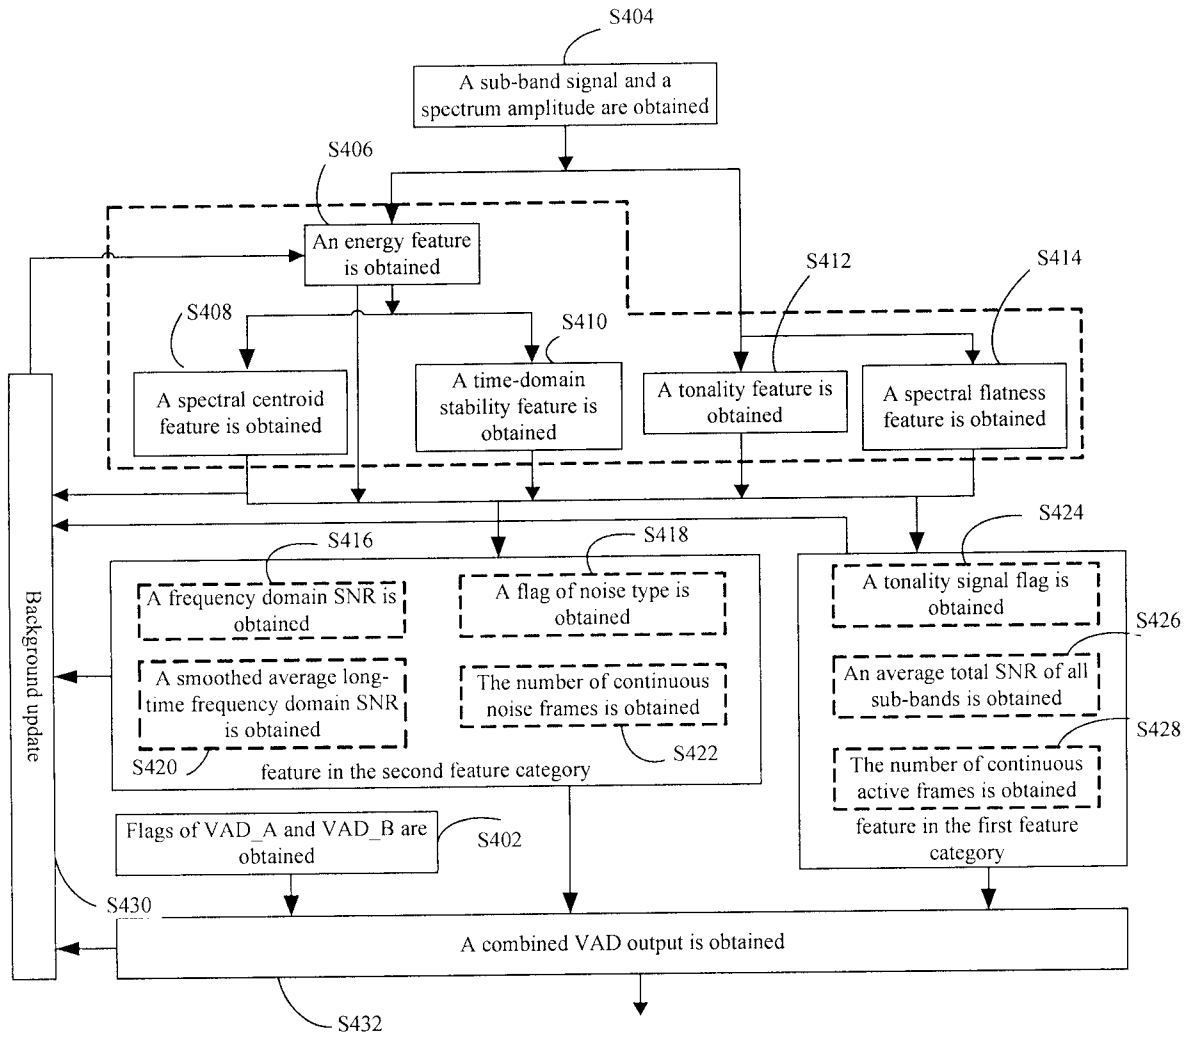 S404
A sub-band signal and a
spectrum amplitude are obtained
S406
An energy feature
is obtained
S412
S414
S408
S410
A spectral centroid
feature is obtained
A time-domain
stability feature is
obtained
A tonality feature is
obtained
A spectral flatness
feature is obtained
S416
S418
S424
A frequency domain SNR is
obtained
A flag of noise type is
obtained
A tonality signal flag is
obtained
S426
Background update
A smoothed average long-
time frequency domain SNR
is obtained
The number of continuous
noise frames is obtained
An average total SNR of all
sub-bands is obtained
S428
S420
S422
feature in the second feature category
The number of continuous
active frames is obtained
feature in the first feature
category
Flags of VAD_A and VAD_B are
obtained
S402
S430
A combined VAD output is obtained
S432